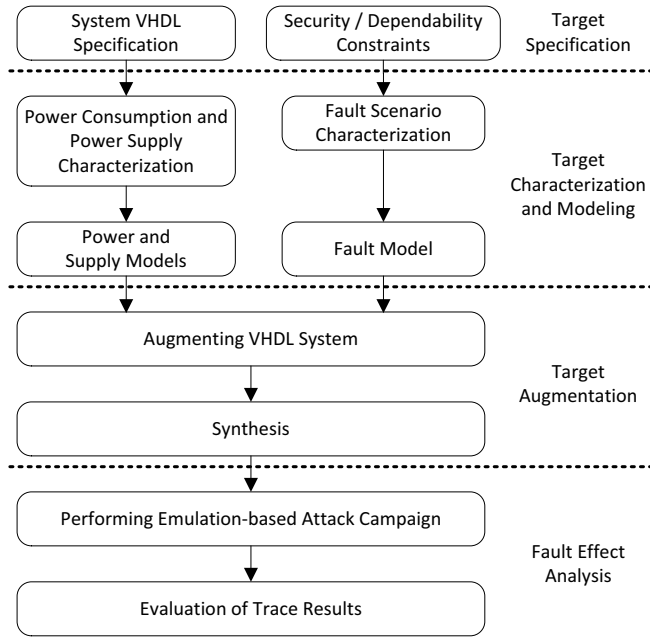 System VHDL
Specification
Security / Dependability
Constraints
Target
Specification
Power Consumption and
Power Supply
Characterization
Fault Scenario
Characterization
Target
Characterization
and Modeling
Power and
Supply Models
Fault Model
Augmenting VHDL System
Target
Augmentation
Synthesis
Performing Emulation-based Attack Campaign
Fault Effect
Analysis
Evaluation of Trace Results